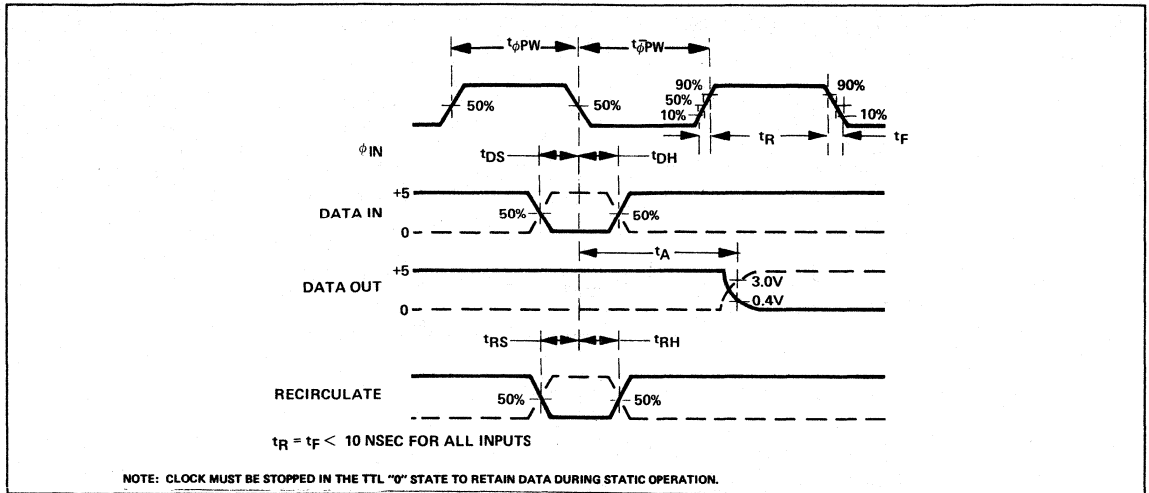 tφPW tφ̄PW
50% 50% 90% 50% 10% 90% 10%
φIN tR tF
tDS tDH
+5
DATA IN 50% 50%
0
tA
+5
DATA OUT 3.0V
0 0.4V
tRS tRH
RECIRCULATE 50% 50%
tR = tF < 10 NSEC FOR ALL INPUTS
NOTE: CLOCK MUST BE STOPPED IN THE TTL "0" STATE TO RETAIN DATA DURING STATIC OPERATION.